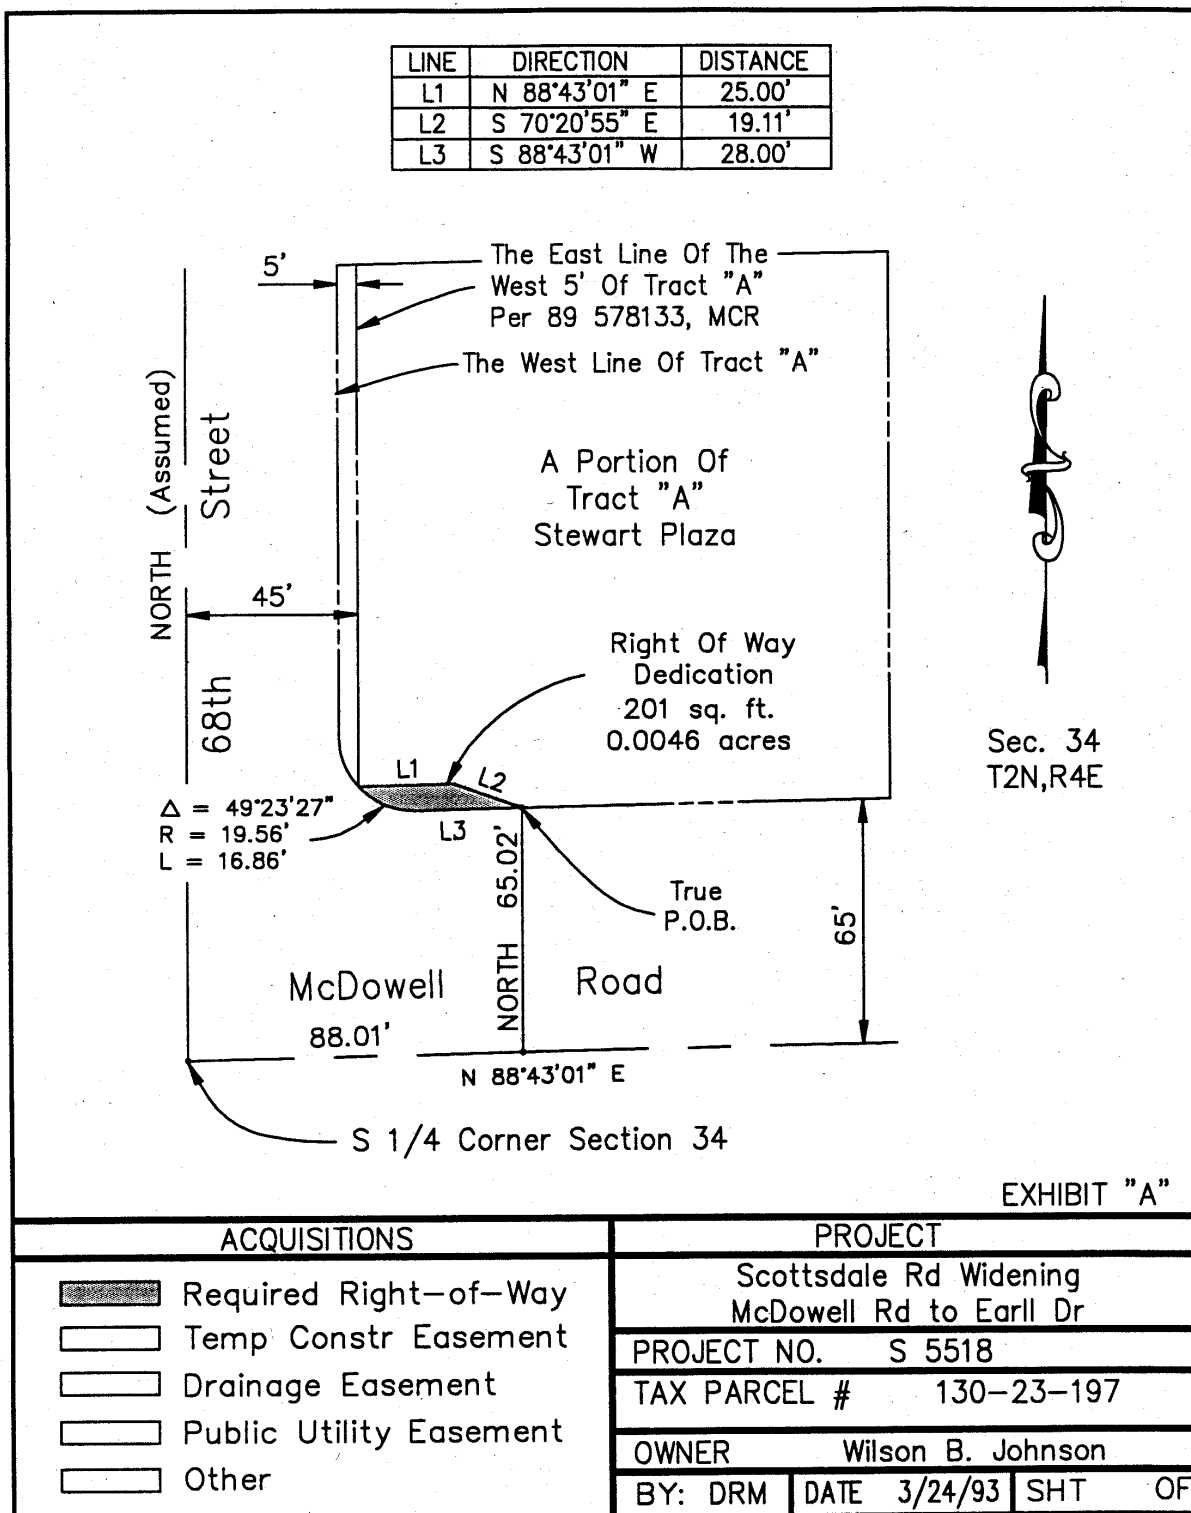 LINE DIRECTION DISTANCE
L1 N 88°43'01" E 25.00'
L2 S 70°20'55" E 19.11'
L3 S 88°43'01" W 28.00'
5'
The East Line Of The
West 5' Of Tract "A"
Per 89 578133, MCR
The West Line Of Tract "A"
NORTH (Assumed)
68th Street
A Portion Of
Tract "A"
Stewart Plaza
45'
Right Of Way
Dedication
201 sq. ft.
0.0046 acres
Sec. 34
T2N,R4E
L1
L2
L3
Δ = 49°23'27"
R = 19.56'
L = 16.86'
NORTH 65.02'
True
P.O.B.
65'
McDowell Road
88.01'
N 88°43'01" E
S 1/4 Corner Section 34
EXHIBIT "A"
ACQUISITIONS
Required Right-of-Way
Temp Constr Easement
Drainage Easement
Public Utility Easement
Other
PROJECT
Scottsdale Rd Widening
McDowell Rd to Earll Dr
PROJECT NO. S 5518
TAX PARCEL # 130-23-197
OWNER Wilson B. Johnson
BY: DRM DATE 3/24/93 SHT OF